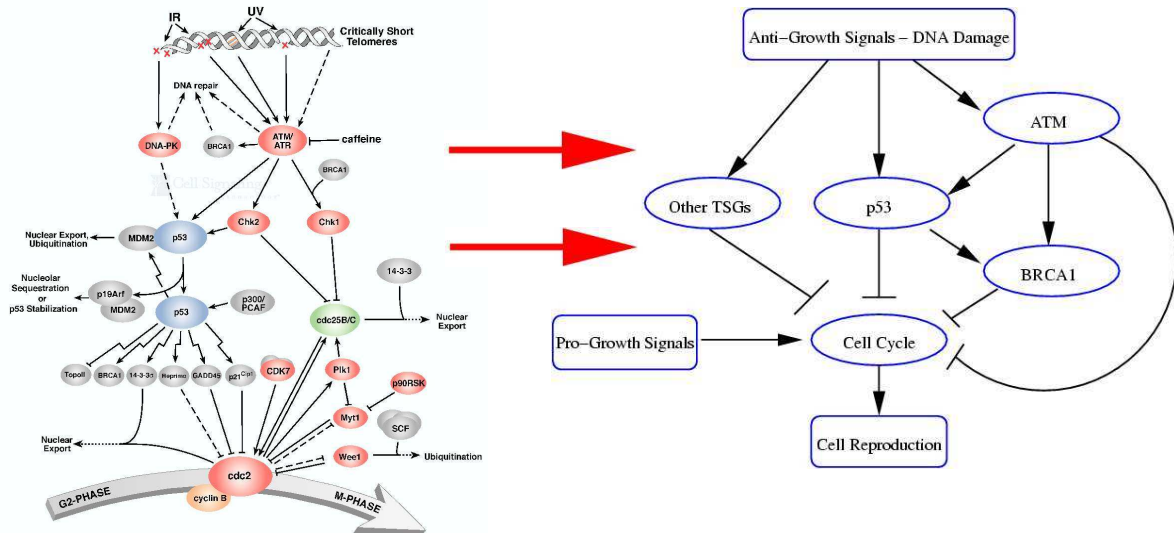 IR
UV
Critically Short
Telomeres
DNA repair
DNA-PK
BRCA1
ATM/
ATR
caffeine
BRCA1
Cell Signaling
Chk2
Chk1
Nuclear Export,
Ubiquitination
MDM2
p53
14-3-3
Nucleolar
Sequestration
or
p53 Stabilization
p19Arf
MDM2
p53
p300/
PCAF
cdc25B/C
Nuclear
Export
TopoII
BRCA1
14-3-3σ
Reprimo
GADD45
p21Cip1
CDK7
Plk1
p90RSK
Myt1
SCF
Nuclear
Export
Wee1
Ubiquitination
cdc2
cyclin B
G2-PHASE
M-PHASE
Anti-Growth Signals - DNA Damage
ATM
Other TSGs
p53
BRCA1
Pro-Growth Signals
Cell Cycle
Cell Reproduction